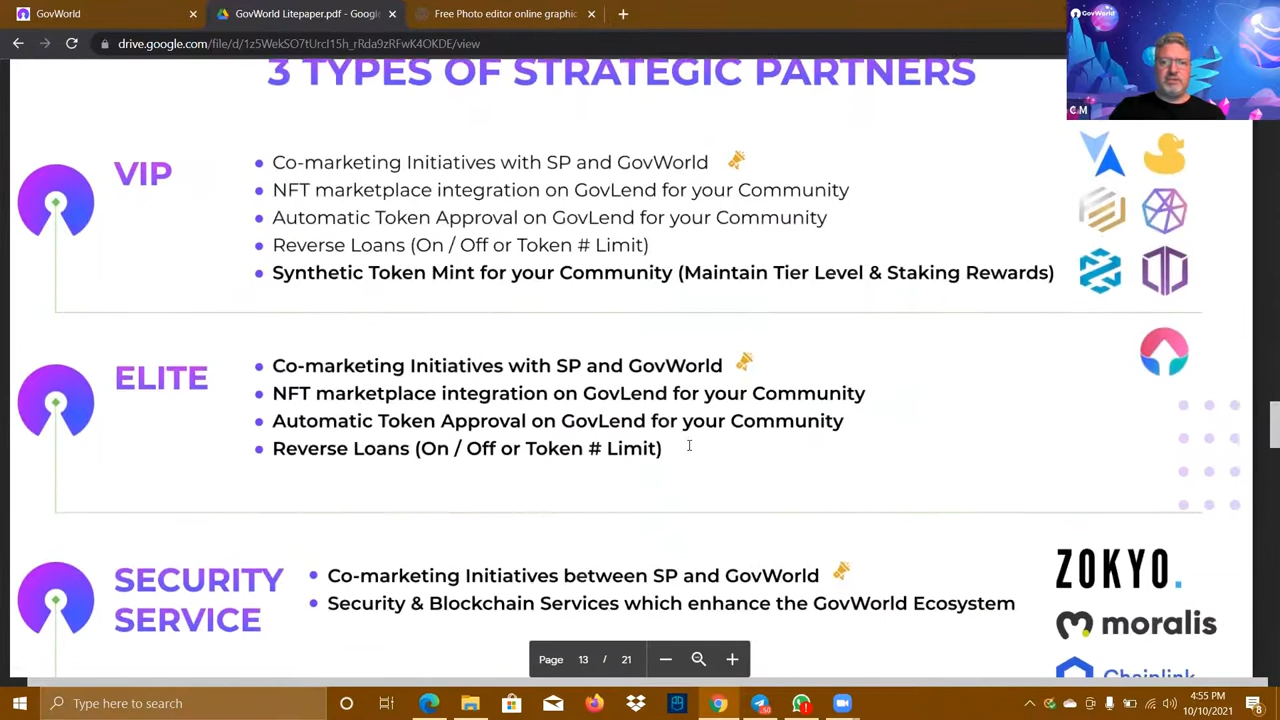 GovWorld
GovWorld Litepaper.pdf - Google
Free Photo editor online graphic
drive.google.com/file/d/1z5WekSO7tUrcI15h_rRda9zRFwK4OKDE/view
GovWorld
C M
3 TYPES OF STRATEGIC PARTNERS
VIP
Co-marketing Initiatives with SP and GovWorld
NFT marketplace integration on GovLend for your Community
Automatic Token Approval on GovLend for your Community
Reverse Loans (On / Off or Token # Limit)
Synthetic Token Mint for your Community (Maintain Tier Level & Staking Rewards)
ELITE
Co-marketing Initiatives with SP and GovWorld
NFT marketplace integration on GovLend for your Community
Automatic Token Approval on GovLend for your Community
Reverse Loans (On / Off or Token # Limit)
SECURITY
SERVICE
Co-marketing Initiatives between SP and GovWorld
Security & Blockchain Services which enhance the GovWorld Ecosystem
ZOKYO.
moralis
Chainlink
Page 13 / 21
Type here to search
4:55 PM
10/10/2021
8